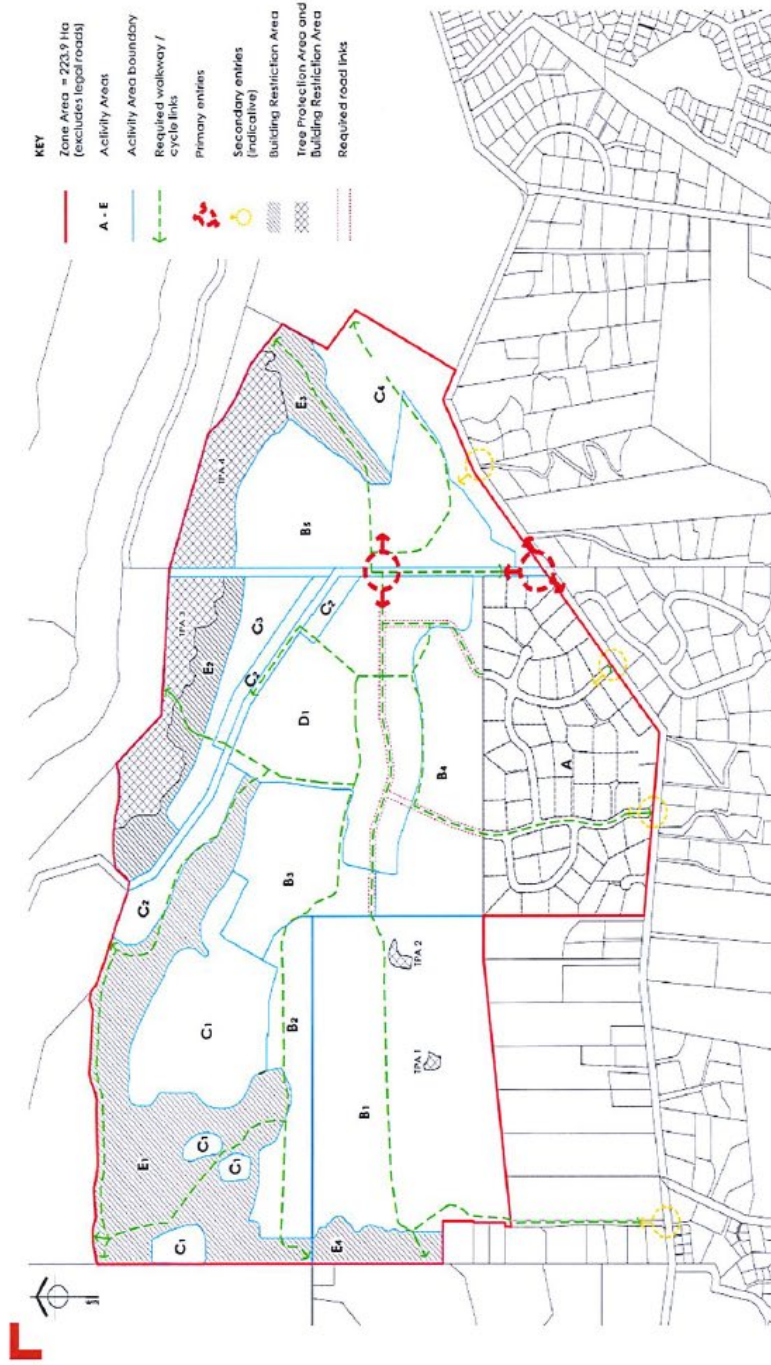 KEY
Zone Area = 223.9 Ha
(excludes legal roads)
A - E
Activity Areas
Activity Area boundary
Required walkway /
cycle links
Primary entries
Secondary entries
(indicative)
Building Restriction Area
Tree Protection Area and
Building Restriction Area
Required road links
TPA 4
E3
C4
B5
TPA 3
E2
C3
C2
C2
D1
B4
A
C2
B3
C1
B2
TPA 2
TPA 1
B1
E1
C1
C1
C1
E4